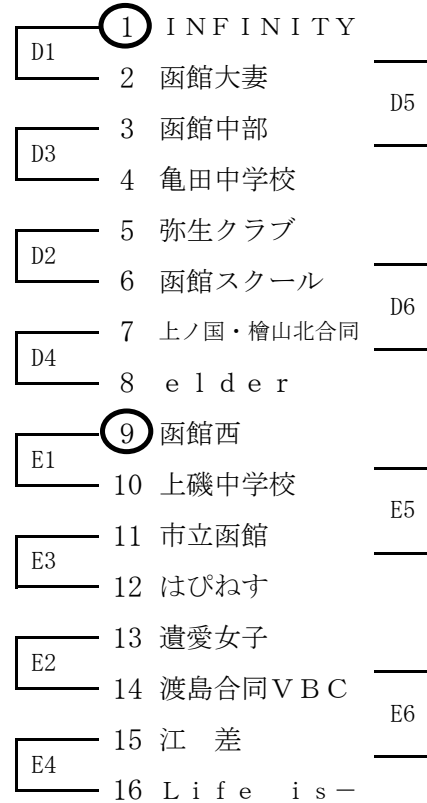 1 ＩＮＦＩＮＩＴＹ
D1
2 函館大妻
D5
3 函館中部
D3
4 亀田中学校
5 弥生クラブ
D2
6 函館スクール
D6
7 上ノ国・檜山北合同
D4
8 ｅｌｄｅｒ
9 函館西
E1
10 上磯中学校
E5
11 市立函館
E3
12 はぴねす
13 遺愛女子
E2
14 渡島合同ＶＢＣ
E6
15 江　差
E4
16 Ｌｉｆｅ　ｉｓ−